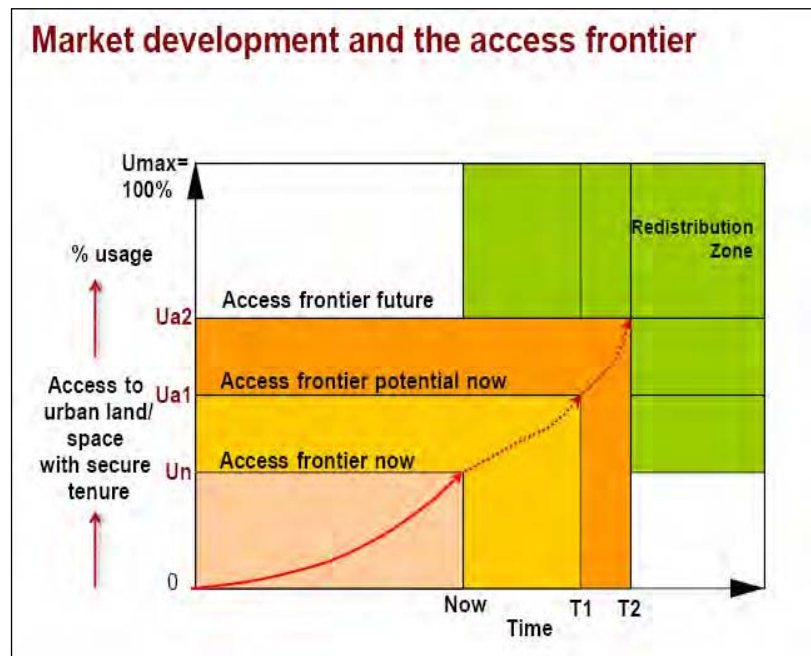 Market development and the access frontier
Umax=
100%
% usage
Redistribution
Zone
Access frontier future
Ua2
Access frontier potential now
Ua1
Access to
urban land/
space
with secure
tenure
Access frontier now
Un
0
Now
T1
T2
Time